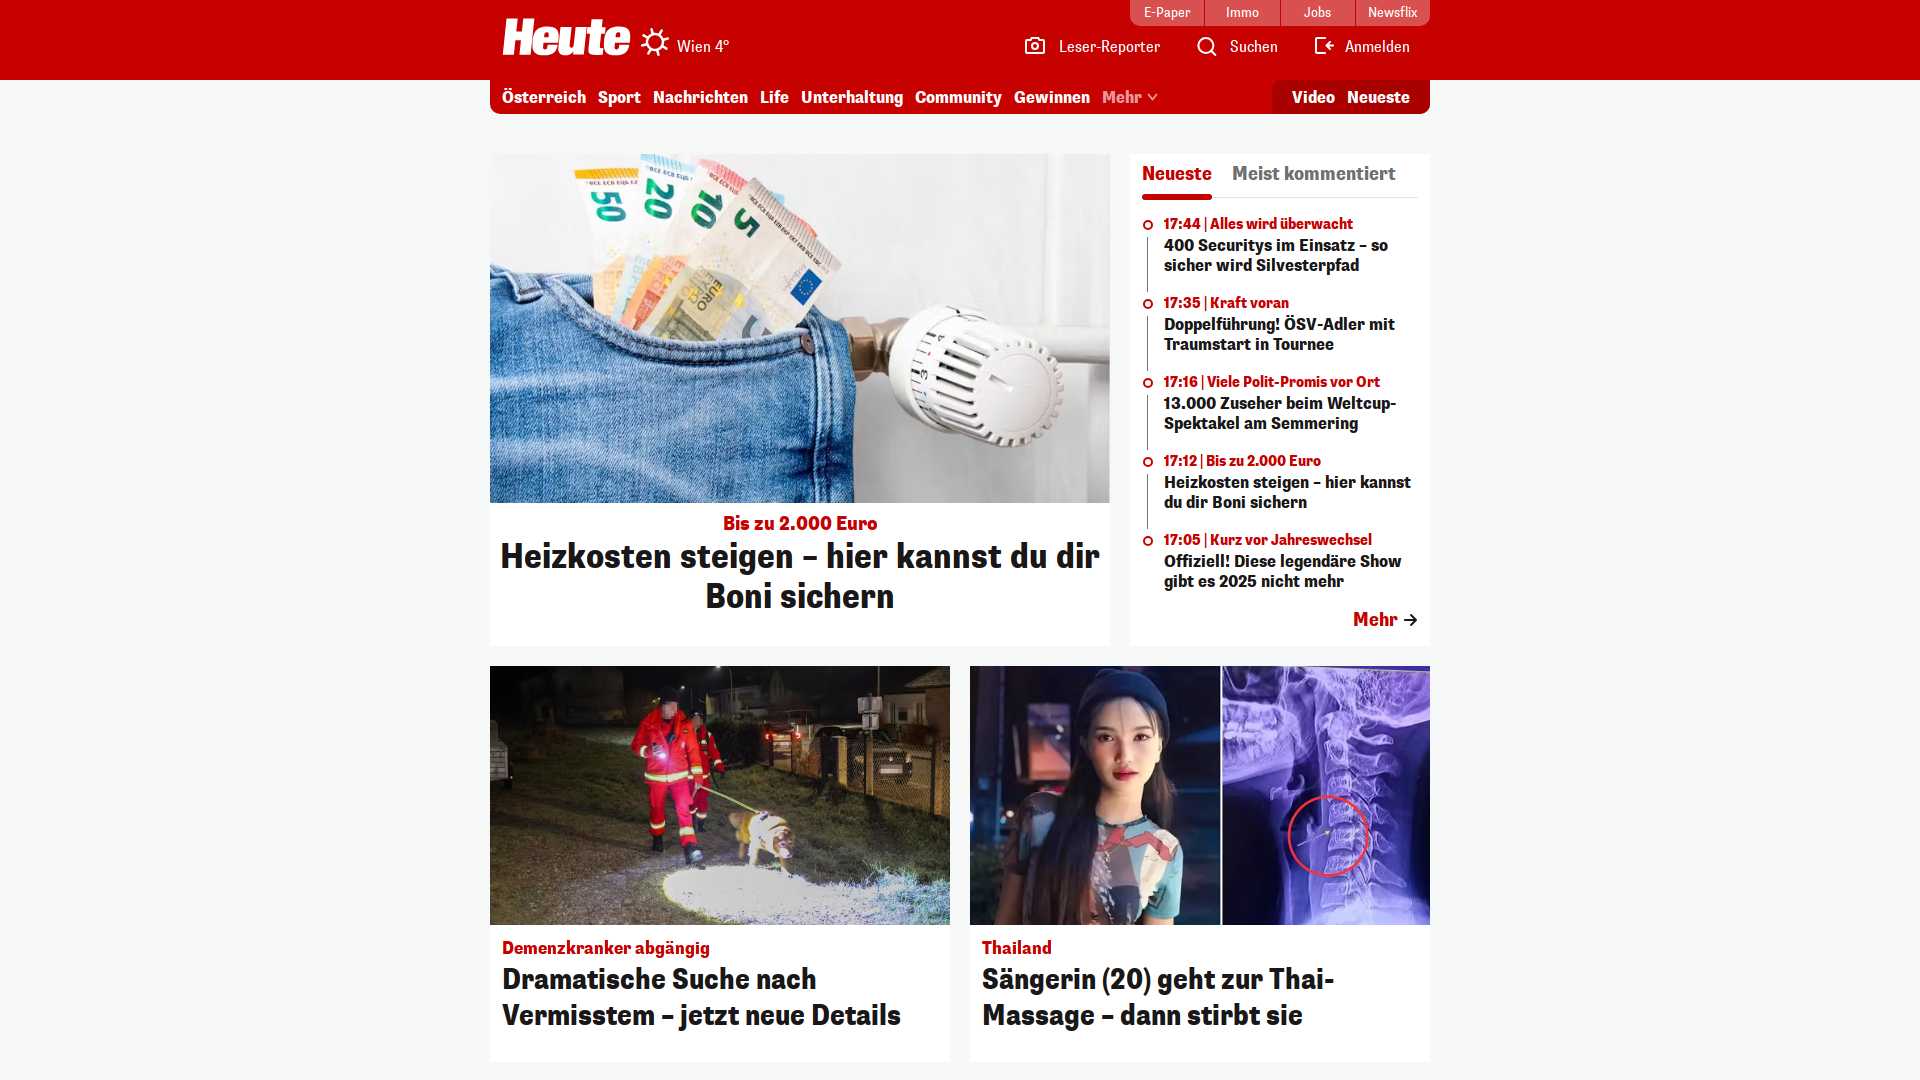 E-Paper
Immo
Jobs
Newsflix
Heute
Wien 4°
Leser-Reporter
Suchen
Anmelden
Österreich
Sport
Nachrichten
Life
Unterhaltung
Community
Gewinnen
Mehr
Video
Neueste
50
20
10
5
EURO
Bis zu 2.000 Euro
Heizkosten steigen – hier kannst du dir
Boni sichern
Neueste
Meist kommentiert
17:44 | Alles wird überwacht
400 Securitys im Einsatz – so
sicher wird Silvesterpfad
17:35 | Kraft voran
Doppelführung! ÖSV-Adler mit
Traumstart in Tournee
17:16 | Viele Polit-Promis vor Ort
13.000 Zuseher beim Weltcup-
Spektakel am Semmering
17:12 | Bis zu 2.000 Euro
Heizkosten steigen – hier kannst
du dir Boni sichern
17:05 | Kurz vor Jahreswechsel
Offiziell! Diese legendäre Show
gibt es 2025 nicht mehr
Mehr
Demenzkranker abgängig
Dramatische Suche nach
Vermisstem – jetzt neue Details
Thailand
Sängerin (20) geht zur Thai-
Massage – dann stirbt sie